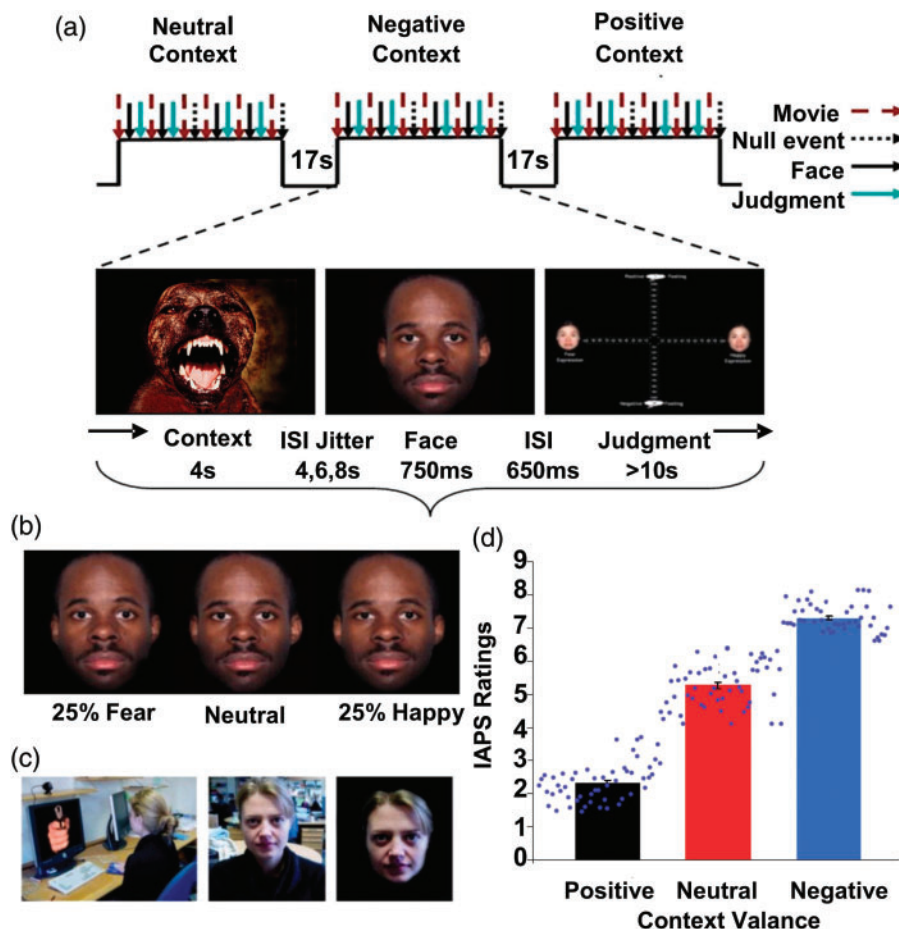 (a)
Neutral
Context
Negative
Context
Positive
Context
Movie
Null event
Face
Judgment
17s
17s
Context
4s
ISI Jitter
4,6,8s
Face
750ms
ISI
650ms
Judgment
>10s
(b)
25% Fear
Neutral
25% Happy
(c)
(d)
9
8
7
6
5
4
3
2
1
0
IAPS Ratings
Positive
Neutral
Negative
Context Valance